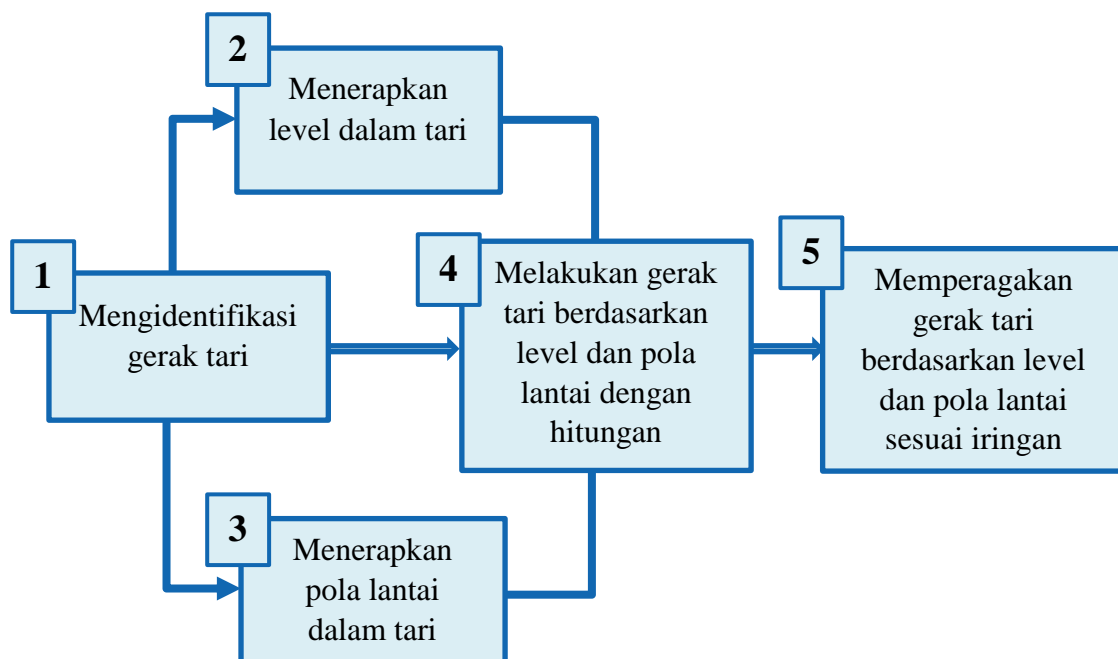 1
Mengidentifikasi
gerak tari
2
Menerapkan
level dalam tari
3
Menerapkan
pola lantai
dalam tari
4
Melakukan gerak
tari berdasarkan
level dan pola
lantai dengan
hitungan
5
Memperagakan
gerak tari
berdasarkan level
dan pola lantai
sesuai iringan